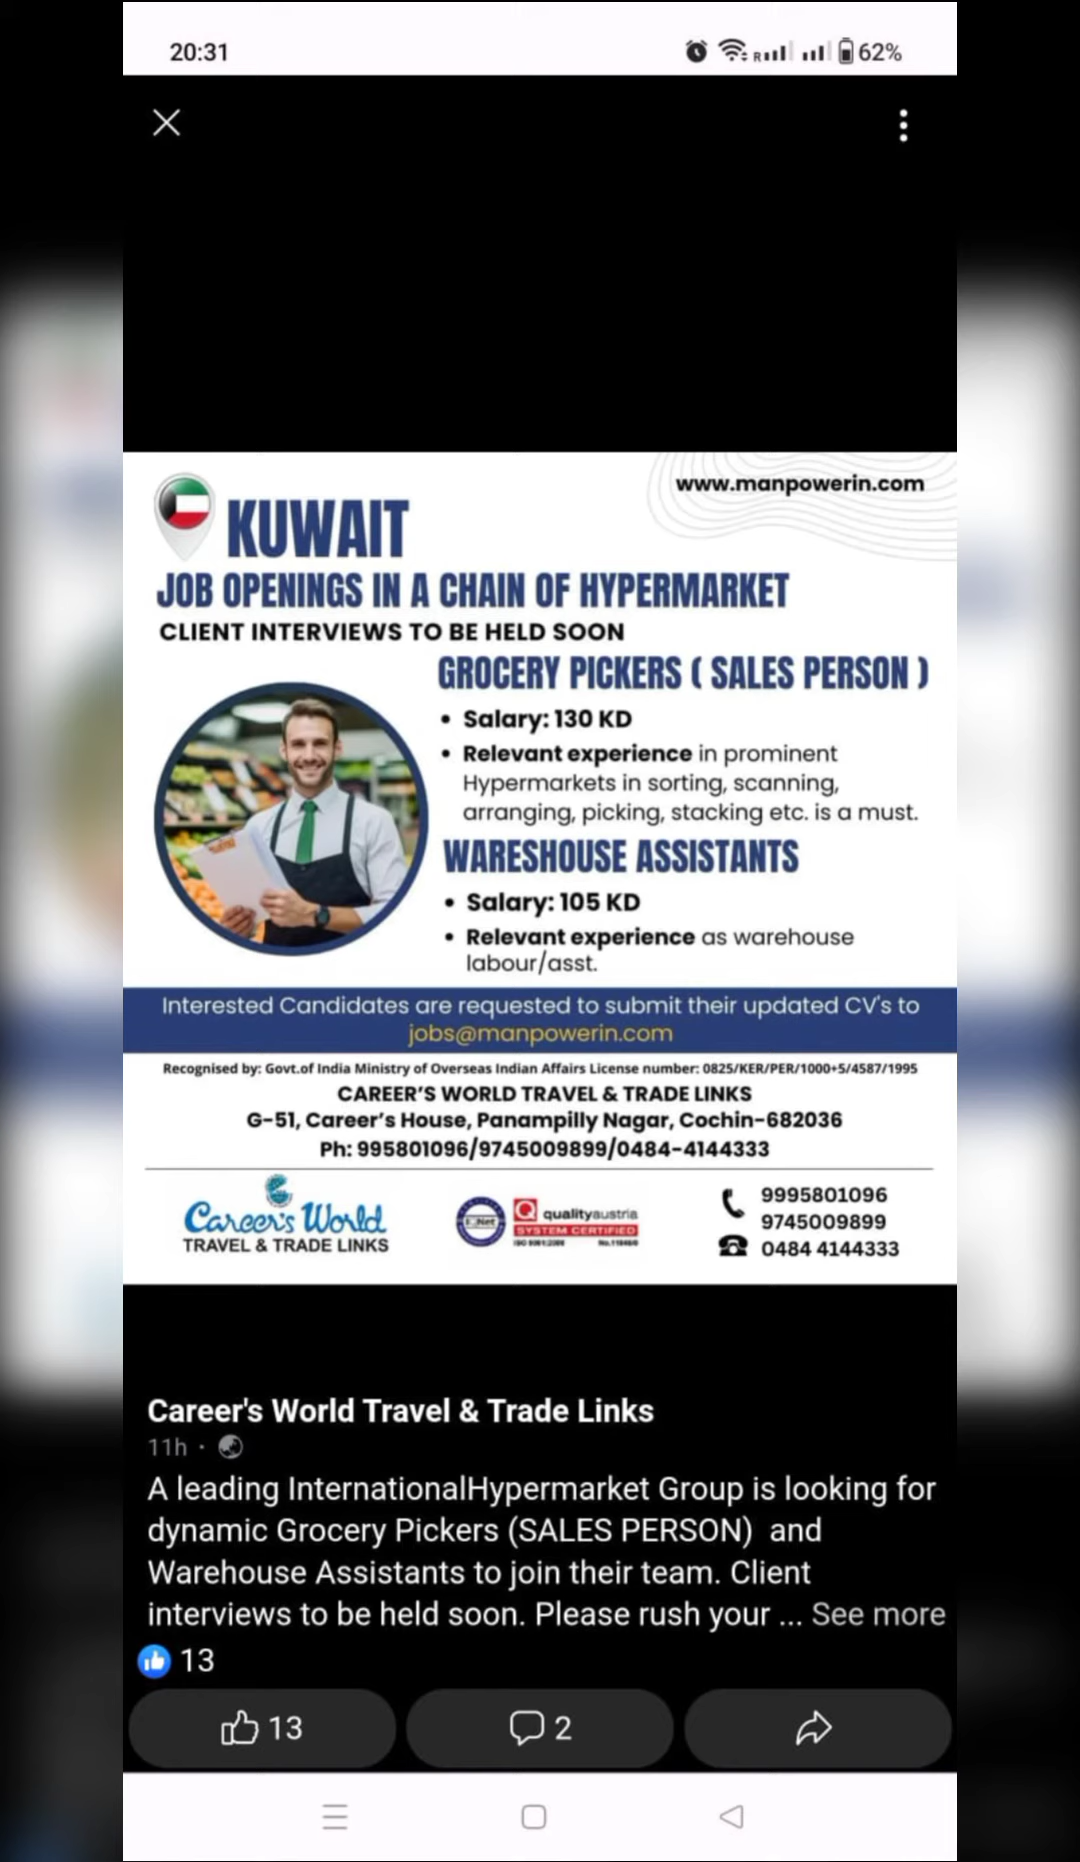 20:31
R
62%
www.manpowerin.com
KUWAIT
JOB OPENINGS IN A CHAIN OF HYPERMARKET
CLIENT INTERVIEWS TO BE HELD SOON
GROCERY PICKERS ( SALES PERSON )
• Salary: 130 KD
• Relevant experience in prominent
Hypermarkets in sorting, scanning,
arranging, picking, stacking etc. is a must.
WARESHOUSE ASSISTANTS
• Salary: 105 KD
• Relevant experience as warehouse
labour/asst.
Interested Candidates are requested to submit their updated CV's to
jobs@manpowerin.com
Recognised by: Govt.of India Ministry of Overseas Indian Affairs License number: 0825/KER/PER/1000+5/4587/1995
CAREER'S WORLD TRAVEL & TRADE LINKS
G-51, Career's House, Panampilly Nagar, Cochin-682036
Ph: 995801096/9745009899/0484-4144333
Career's World
TRAVEL & TRADE LINKS
Q qualityaustria
SYSTEM CERTIFIED
9995801096
9745009899
0484 4144333
Career's World Travel & Trade Links
11h ·
A leading InternationalHypermarket Group is looking for
dynamic Grocery Pickers (SALES PERSON) and
Warehouse Assistants to join their team. Client
interviews to be held soon. Please rush your ... See more
13
13
2